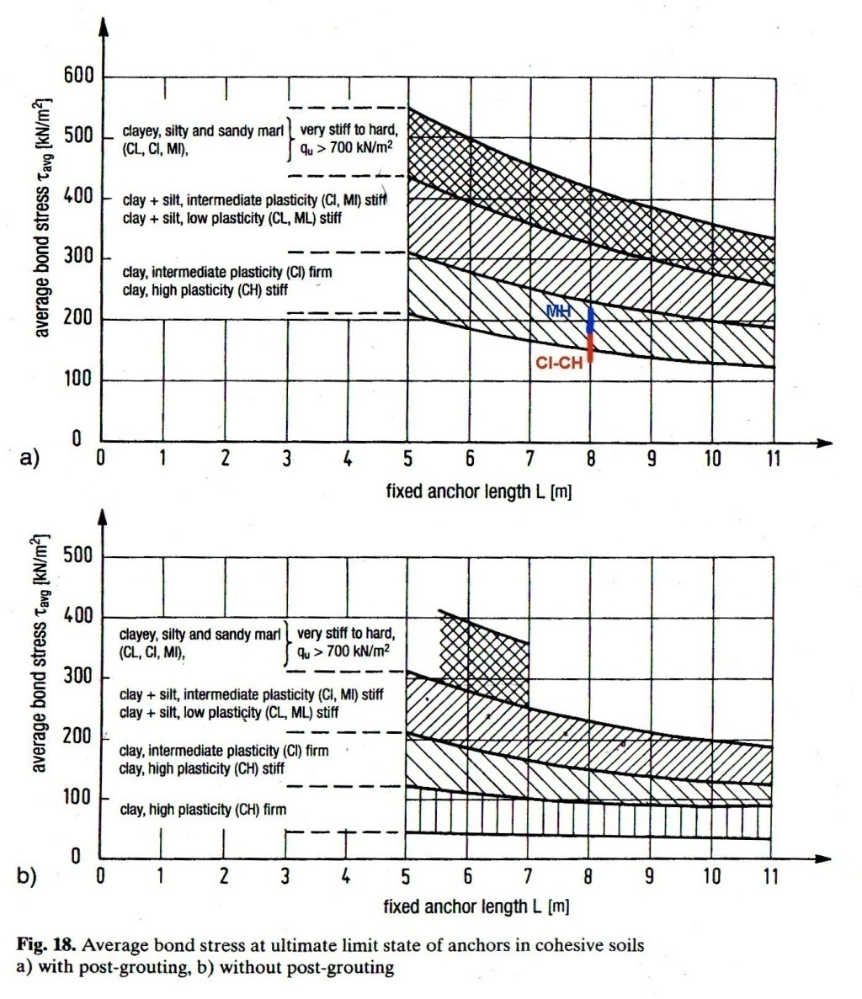 average bond stress τavg [kN/m²]
600
500
400
300
200
100
0
clayey, silty and sandy marl
(CL, CI, MI),
very stiff to hard,
qu > 700 kN/m²
clay + silt, intermediate plasticity (CI, MI) stiff
clay + silt, low plasticity (CL, ML) stiff
clay, intermediate plasticity (CI) firm
clay, high plasticity (CH) stiff
MH
CI-CH
a)
0 1 2 3 4 5 6 7 8 9 10 11
fixed anchor length L [m]
average bond stress τavg [kN/m²]
500
400
300
200
100
0
clayey, silty and sandy marl
(CL, CI, MI),
very stiff to hard,
qu > 700 kN/m²
clay + silt, intermediate plasticity (CI, MI) stiff
clay + silt, low plasticity (CL, ML) stiff
clay, intermediate plasticity (CI) firm
clay, high plasticity (CH) stiff
clay, high plasticity (CH) firm
b)
0 1 2 3 4 5 6 7 8 9 10 11
fixed anchor length L [m]
Fig. 18. Average bond stress at ultimate limit state of anchors in cohesive soils
a) with post-grouting, b) without post-grouting